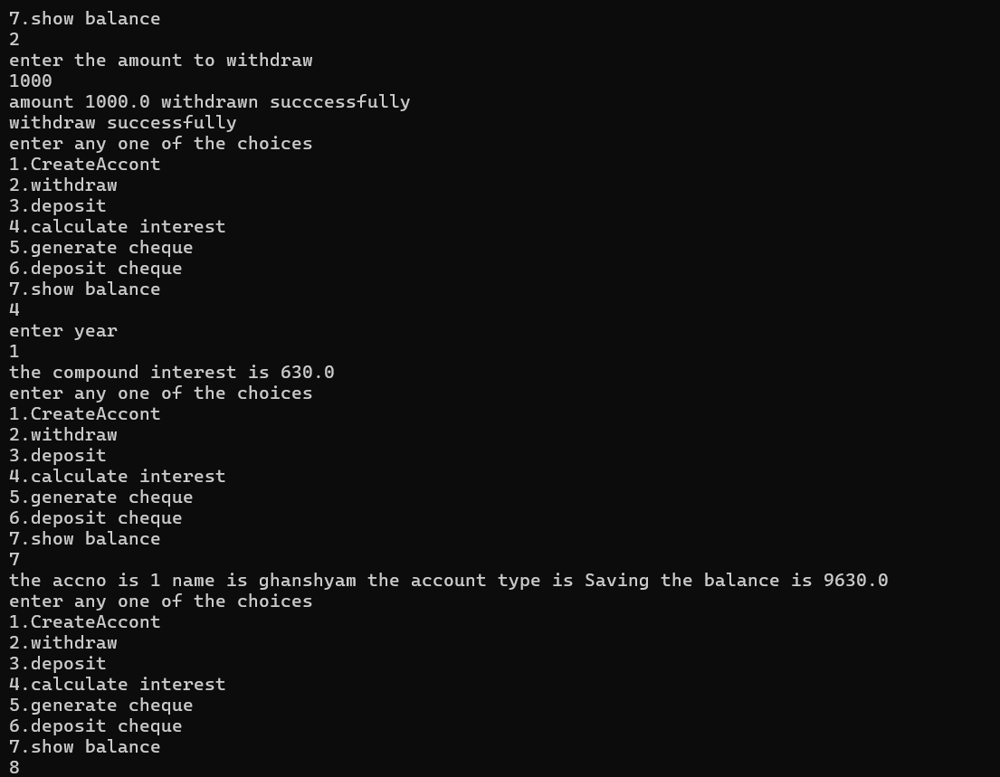 7.show balance
2
enter the amount to withdraw
1000
amount 1000.0 withdrawn succcessfully
withdraw successfully
enter any one of the choices
1.CreateAccont
2.withdraw
3.deposit
4.calculate interest
5.generate cheque
6.deposit cheque
7.show balance
4
enter year
1
the compound interest is 630.0
enter any one of the choices
1.CreateAccont
2.withdraw
3.deposit
4.calculate interest
5.generate cheque
6.deposit cheque
7.show balance
7
the accno is 1 name is ghanshyam the account type is Saving the balance is 9630.0
enter any one of the choices
1.CreateAccont
2.withdraw
3.deposit
4.calculate interest
5.generate cheque
6.deposit cheque
7.show balance
8